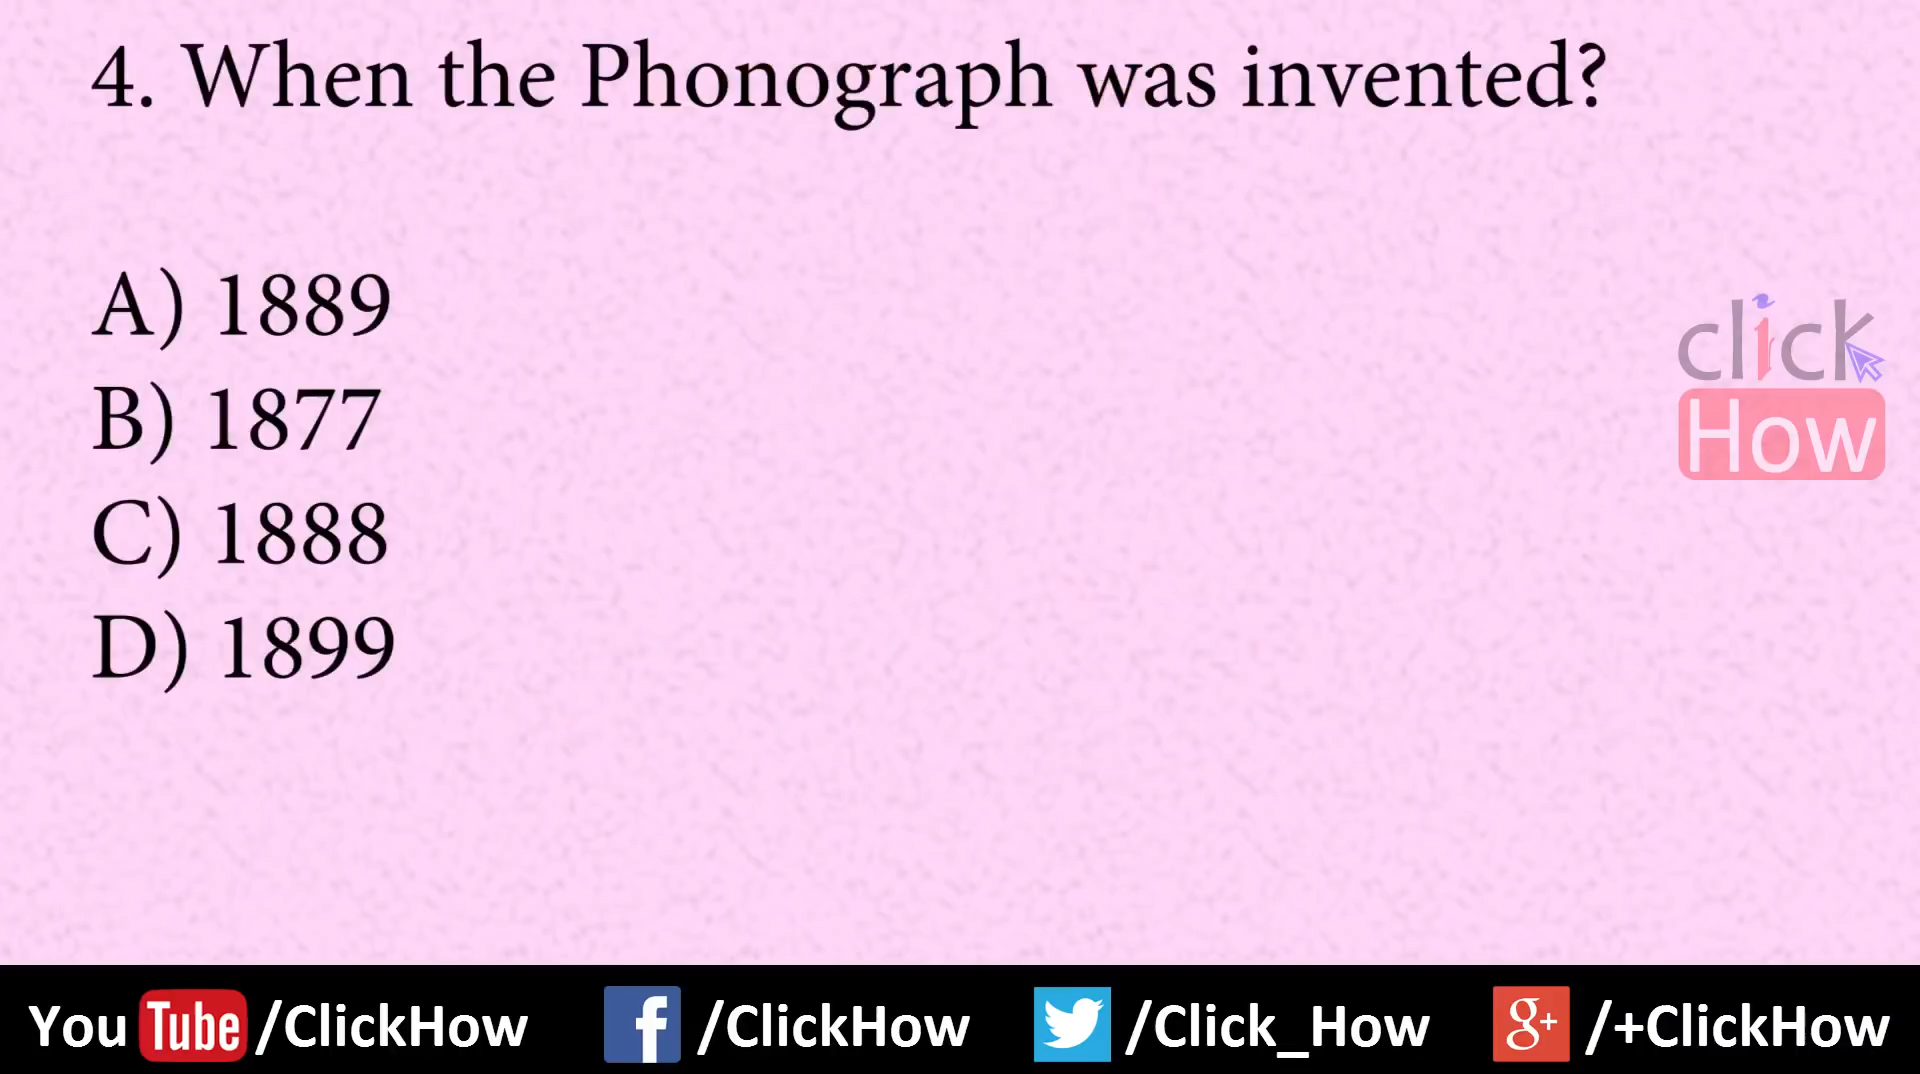 4. When the Phonograph was invented?
A) 1889
B) 1877
C) 1888
D) 1899
click
How
You Tube /ClickHow f /ClickHow /Click_How g+ /+ClickHow